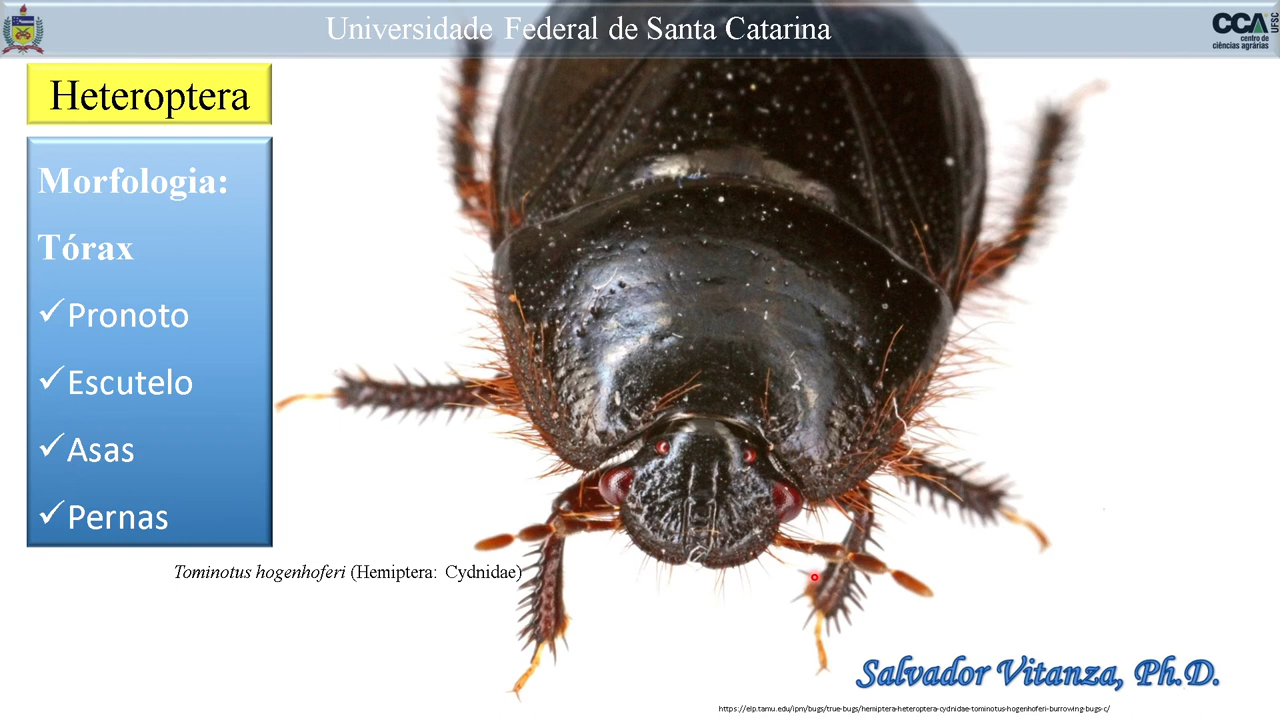 Universidade Federal de Santa Catarina
CCA
UFSC
centro de
ciências agrárias
Heteroptera
Morfologia:
Tórax
✓Pronoto
✓Escutelo
✓Asas
✓Pernas
Tominotus hogenhoferi (Hemiptera: Cydnidae)
Salvador Vitanza, Ph.D.
https://elp.tamu.edu/ipm/bugs/true-bugs/hemiptera-heteroptera-cydnidae-tominotus-hogenhoferi-burrowing-bugs-c/